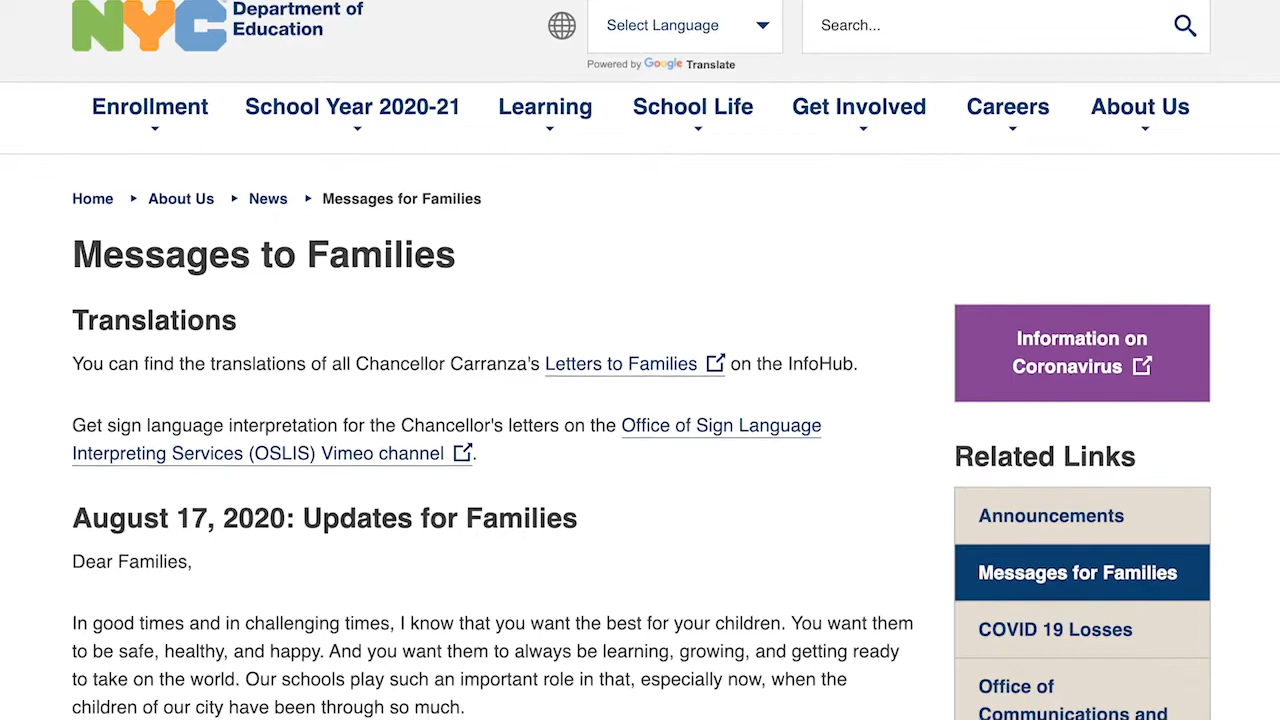 NYC Department of
Education
Select Language
Search...
Powered by Google Translate
Enrollment School Year 2020-21 Learning School Life Get Involved Careers About Us
Home About Us News Messages for Families
Messages to Families
Translations
You can find the translations of all Chancellor Carranza's Letters to Families on the InfoHub.
Get sign language interpretation for the Chancellor's letters on the Office of Sign Language
Interpreting Services (OSLIS) Vimeo channel.
August 17, 2020: Updates for Families
Dear Families,
In good times and in challenging times, I know that you want the best for your children. You want them
to be safe, healthy, and happy. And you want them to always be learning, growing, and getting ready
to take on the world. Our schools play such an important role in that, especially now, when the
children of our city have been through so much.
Information on
Coronavirus
Related Links
Announcements
Messages for Families
COVID 19 Losses
Office of
Communications and